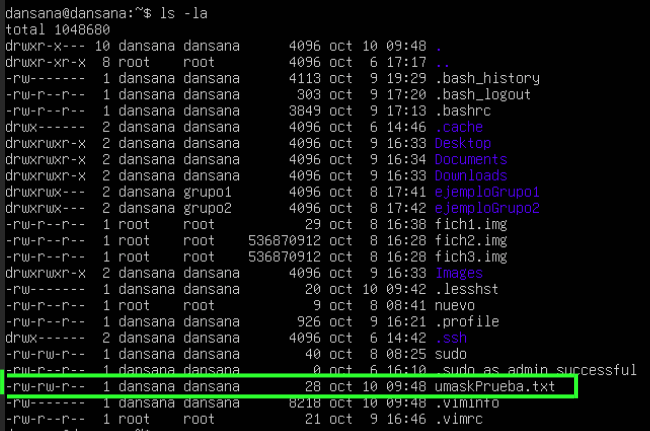 dansana@dansana:~$ ls -la
total 1048680
drwxr-x--- 10 dansana dansana 4096 oct 10 09:48 .
drwxr-xr-x 8 root root 4096 oct 6 17:17 ..
-rw------- 1 dansana dansana 4113 oct 9 19:29 .bash_history
-rw-r--r-- 1 dansana dansana 303 oct 9 17:20 .bash_logout
-rw-r--r-- 1 dansana dansana 3849 oct 9 17:13 .bashrc
drwx------ 2 dansana dansana 4096 oct 6 14:46 .cache
drwxrwxr-x 2 dansana dansana 4096 oct 9 16:33 Desktop
drwxrwxr-x 2 dansana dansana 4096 oct 9 16:34 Documents
drwxrwxr-x 2 dansana dansana 4096 oct 9 16:33 Downloads
drwxrwx--- 2 dansana grupo1 4096 oct 8 17:41 ejemploGrupo1
drwxrwx--- 2 dansana grupo2 4096 oct 8 17:42 ejemploGrupo2
-rw-r--r-- 1 root root 29 oct 8 16:38 fich1.img
-rw-r--r-- 1 root root 536870912 oct 8 16:28 fich2.img
-rw-r--r-- 1 root root 536870912 oct 8 16:28 fich3.img
drwxrwxr-x 2 dansana dansana 4096 oct 9 16:33 Images
-rw------- 1 dansana dansana 20 oct 10 09:42 .lesshst
-rw-r--r-- 1 root root 9 oct 8 08:41 nuevo
-rw-r--r-- 1 dansana dansana 926 oct 9 16:21 .profile
drwx------ 2 dansana dansana 4096 oct 6 14:42 .ssh
-rw-rw-r-- 1 dansana dansana 40 oct 8 08:25 sudo
-rw-r--r-- 1 dansana dansana 0 oct 6 16:10 .sudo_as_admin_successful
-rw-rw-r-- 1 dansana dansana 28 oct 10 09:48 umaskPrueba.txt
-rw------- 1 dansana dansana 8218 oct 10 09:48 .viminfo
-rw-r--r-- 1 root root 21 oct 9 16:46 .vimrc